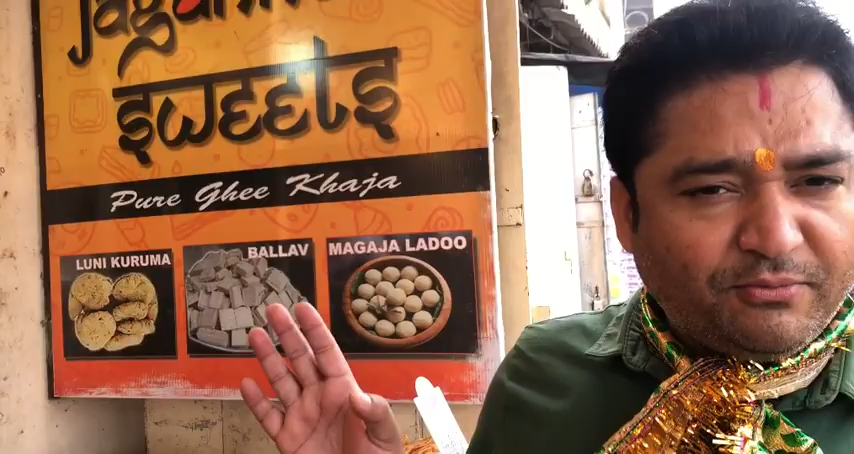 sweets
Pure Ghee Khaja
LUNI KURUMA
BALLAV
MAGAJA LADOO